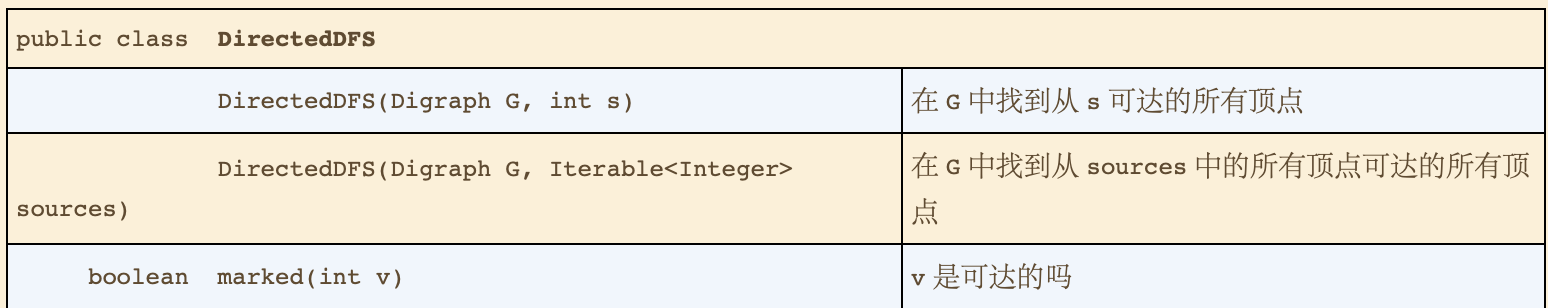 public class DirectedDFS
DirectedDFS(Digraph G, int s)
在 G 中找到从 s 可达的所有顶点
DirectedDFS(Digraph G, Iterable<Integer>
sources)
在 G 中找到从 sources 中的所有顶点可达的所有顶
点
boolean marked(int v)
v 是可达的吗